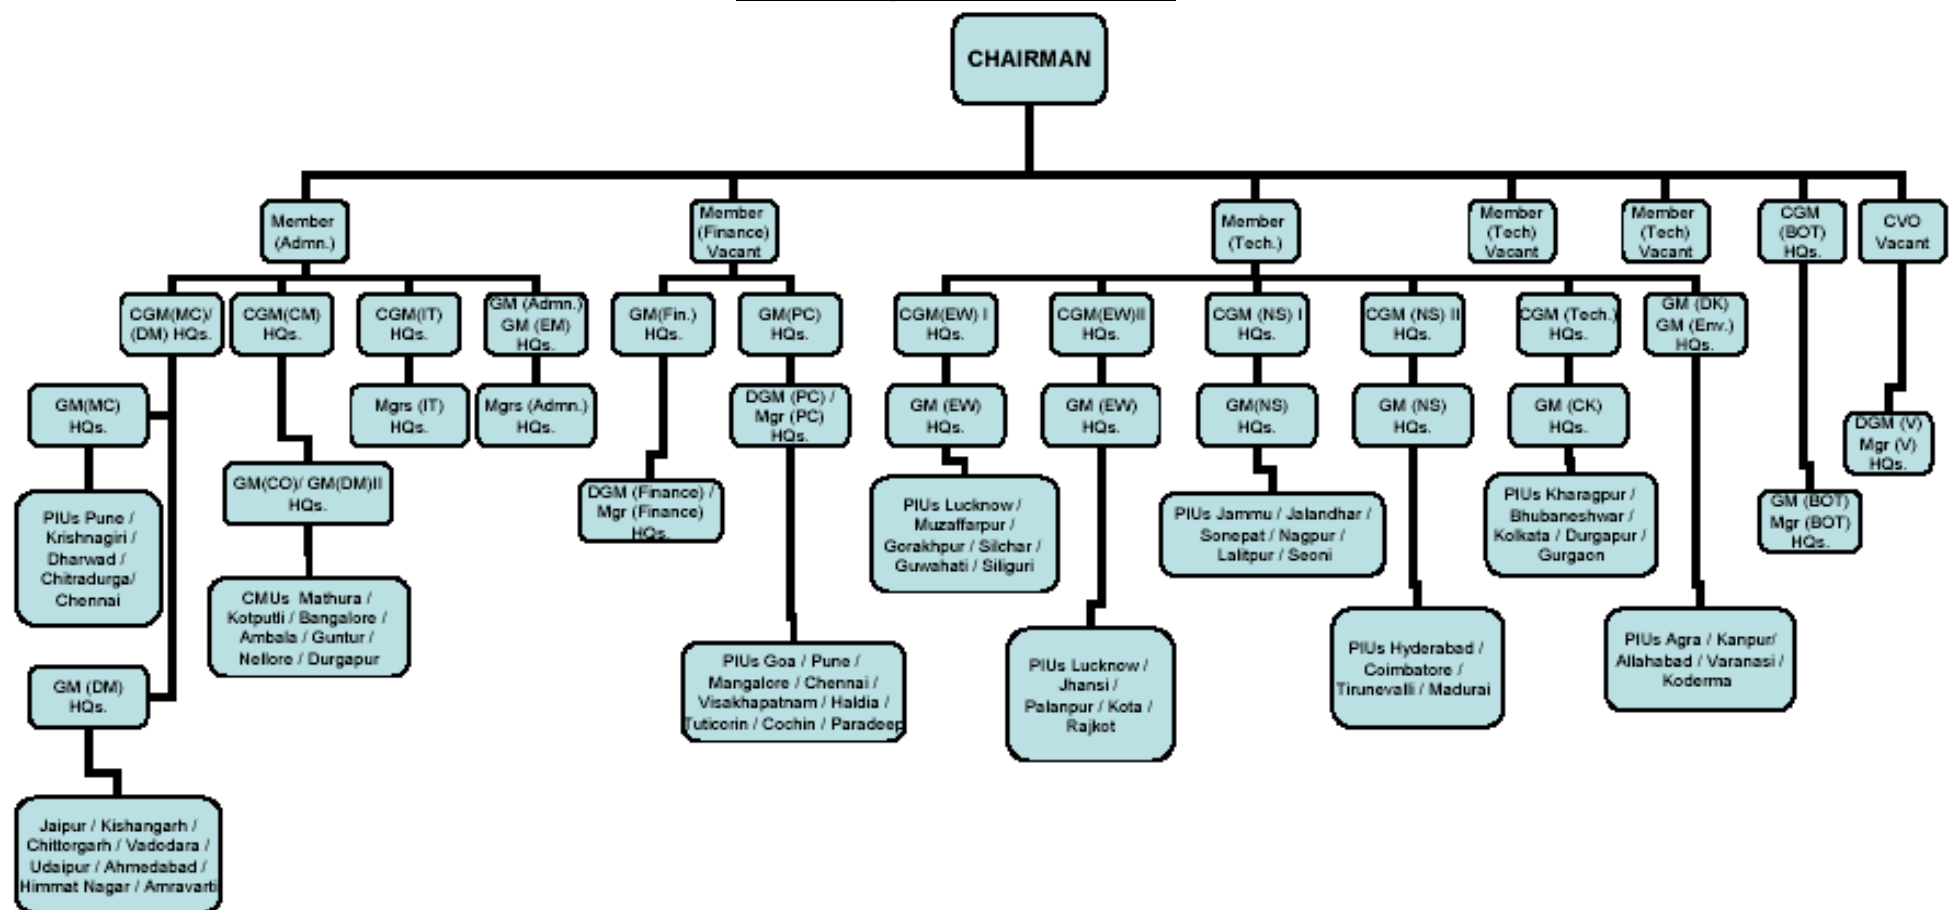 CHAIRMAN
Member
(Admn.)
Member
(Finance)
Vacant
Member
(Tech.)
Member
(Tech)
Vacant
Member
(Tech)
Vacant
CGM
(BOT)
HQs.
CVO
Vacant
CGM(MC)/
(DM) HQs.
CGM(CM)
HQs.
CGM(IT)
HQs.
GM (Admn.)
GM (EM)
HQs.
GM(Fin.)
HQs.
GM(PC)
HQs.
CGM(EW) I
HQs.
CGM(EW)II
HQs.
CGM (NS) I
HQs.
CGM (NS) II
HQs.
CGM (Tech.)
HQs.
GM (DK)
GM (Env.)
HQs.
GM(MC)
HQs.
Mgrs (IT)
HQs.
Mgrs (Admn.)
HQs.
DGM (PC) /
Mgr (PC)
HQs.
GM (EW)
HQs.
GM (EW)
HQs.
GM(NS)
HQs.
GM (NS)
HQs.
GM (CK)
HQs.
DGM (V)
Mgr (V)
HQs.
GM(CO)/ GM(DM)II
HQs.
DGM (Finance) /
Mgr (Finance)
HQs.
GM (BOT)
Mgr (BOT)
HQs.
PIUs Pune /
Krishnagiri /
Dharwad /
Chitradurga/
Chennai
PIUs Lucknow /
Muzaffarpur /
Gorakhpur / Silchar /
Guwahati / Siliguri
PIUs Jammu / Jalandhar /
Sonepat / Nagpur /
Lalitpur / Seoni
PIUs Kharagpur /
Bhubaneshwar /
Kolkata / Durgapur /
Gurgaon
CMUs Mathura /
Kotputli / Bangalore /
Ambala / Guntur /
Nellore / Durgapur
PIUs Goa / Pune /
Mangalore / Chennai /
Visakhapatnam / Haldia /
Tuticorin / Cochin / Paradeep
PIUs Lucknow /
Jhansi /
Palanpur / Kota /
Rajkot
PIUs Hyderabad /
Coimbatore /
Tirunevalli / Madurai
PIUs Agra / Kanpur/
Allahabad / Varanasi /
Koderma
GM (DM)
HQs.
Jaipur / Kishangarh /
Chittorgarh / Vadodara /
Udaipur / Ahmedabad /
Himmat Nagar / Amravarti